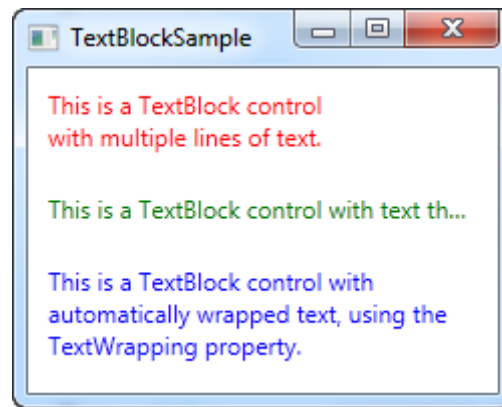 TextBlockSample
This is a TextBlock control
with multiple lines of text.
This is a TextBlock control with text th...
This is a TextBlock control with
automatically wrapped text, using the
TextWrapping property.